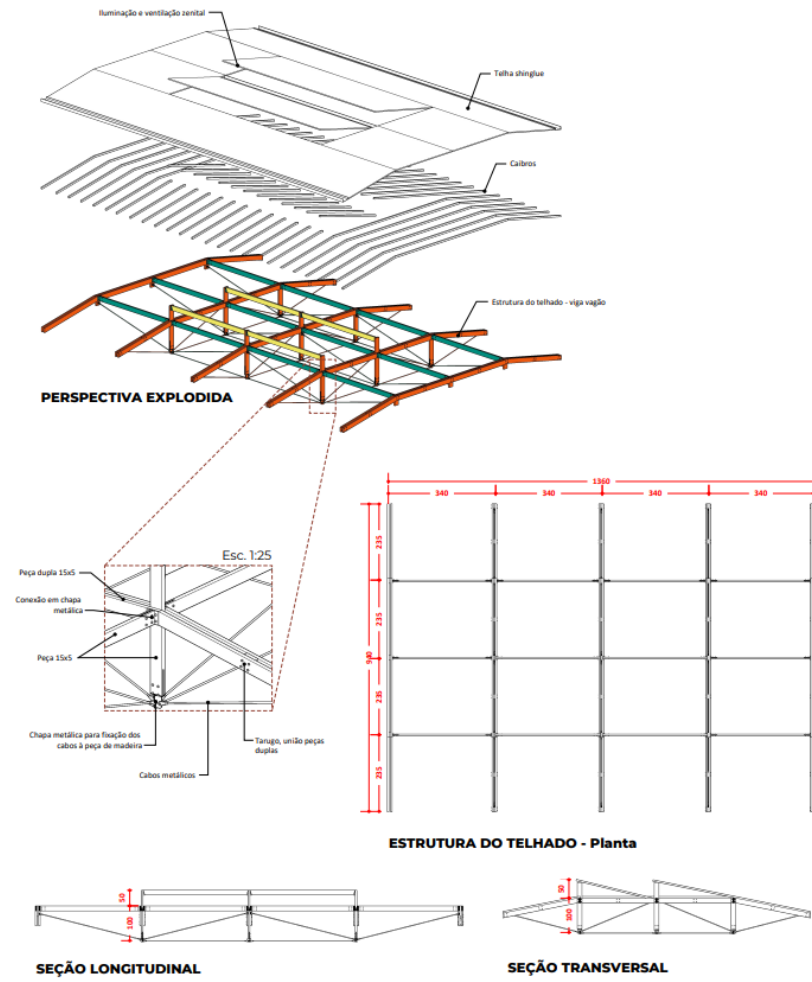 Iluminação e ventilação zenital
Telha shinglue
Caibros
Estrutura do telhado - viga vagão
PERSPECTIVA EXPLODIDA
Esc. 1:25
Peça dupla 15x5
Conexão em chapa
metálica
Peça 15x5
Chapa metálica para fixação dos
cabos à peça de madeira
Cabos metálicos
Tarugo, união peças
duplas
1360
340
340
340
340
235
235
940
235
235
ESTRUTURA DO TELHADO - Planta
50
100
SEÇÃO LONGITUDINAL
50
100
SEÇÃO TRANSVERSAL